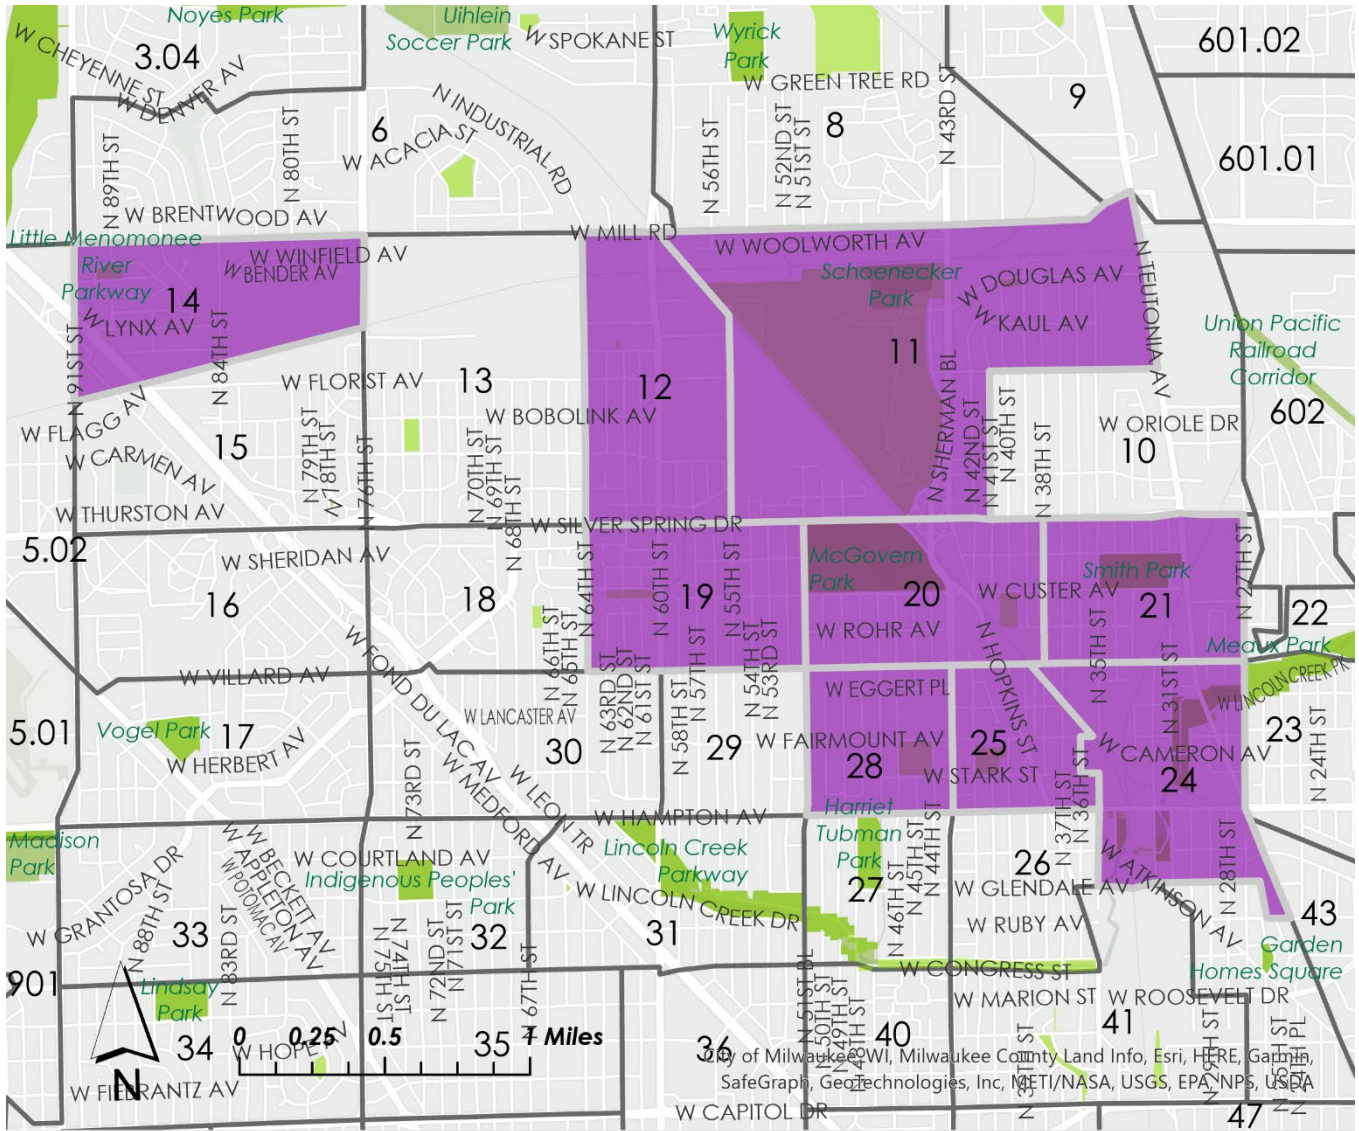 Noyes Park
Uihlein
Soccer Park
W SPOKANE ST
Wyrick
Park
601.02
W CHEYENNE ST
3.04
W DENVER AV
N INDUSTRIAL RD
W GREEN TREE RD
N 43RD ST
9
N 89TH ST
N 80TH ST
6
W ACACIA ST
N 56TH ST
N 52ND ST
N 51ST ST
8
601.01
W BRENTWOOD AV
W MILL RD
Little Menomonee
River
Parkway
W WINFIELD AV
W
BENDER AV
W WOOLWORTH AV
Schoenecker
Park
W DOUGLAS AV
N TEUTONIA AV
14
W
LYNX AV
N 84TH ST
W
KAUL AV
Union Pacific
Railroad
Corridor
N 91ST ST
11
W FLORIST AV
13
12
N SHERMAN BL
602
W FLAGG AV
W BOBOLINK AV
N 42ND ST
N 41ST ST
N 40TH ST
W ORIOLE DR
15
N 79TH ST
N 78TH ST
N 76TH ST
N 70TH ST
N 69TH ST
N 68TH ST
N 38TH ST
10
W CARMEN AV
W THURSTON AV
W SILVER SPRING DR
5.02
W SHERIDAN AV
N 64TH ST
N 60TH ST
N 55TH ST
McGovern
Park
Smith Park
N 27TH ST
16
18
19
20
W CUSTER AV
21
22
W FOND DU LAC AV
N 66TH ST
N 65TH ST
N 63RD ST
N 62ND ST
N 61ST ST
N 57TH ST
N 54TH ST
N 53RD ST
W ROHR AV
N HOPKINS ST
N 35TH ST
N 31ST ST
Meaux Park
W VILLARD AV
W EGGERT PL
W LINCOLN CREEK PK
5.01
Vogel Park
17
W LANCASTER AV
N 58TH ST
W HERBERT AV
N 73RD ST
W MEDFORD AV
W LEON TR
30
29
W FAIRMOUNT AV
28
25
W STARK ST
W
CAMERON AV
24
23
N 24TH ST
N 37TH ST
N 36TH ST
W HAMPTON AV
Harriet
Tubman
Park
Madison
Park
W BECKETT AV
W APPLETON AV
W POTOMAC AV
W COURTLAND AV
Indigenous Peoples'
Park
Lincoln Creek
Parkway
N 45TH ST
N 44TH ST
26
W ATKINSON AV
N 28TH ST
W GRANTOSA DR
N 88TH ST
W LINCOLN CREEK DR
27
N 46TH ST
W GLENDALE AV
W RUBY AV
43
33
N 83RD ST
N 75TH ST
N 74TH ST
N 72ND ST
N 71ST ST
32
N 67TH ST
31
Garden
Homes Square
901
Lindsay
Park
N 51ST BL
N 50TH ST
N 49TH ST
N 48TH ST
W CONGRESS ST
W MARION ST
W ROOSEVELT DR
0 0.25 0.5 1 Miles
34
35
36
40
41
N 29TH ST
N 25TH ST
N 24TH PL
City of Milwaukee, WI, Milwaukee County Land Info, Esri, HERE, Garmin,
SafeGraph, GeoTechnologies, Inc, METI/NASA, USGS, EPA, NPS, USDA
N
W FIEBRANTZ AV
W CAPITOL DR
47